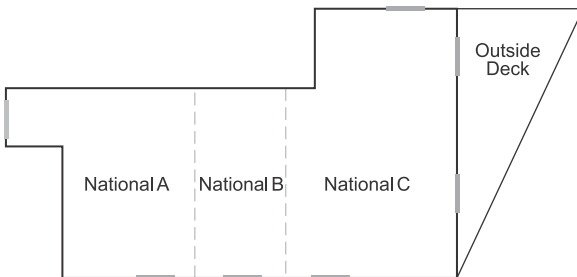 Outside
Deck
National A
National B
National C